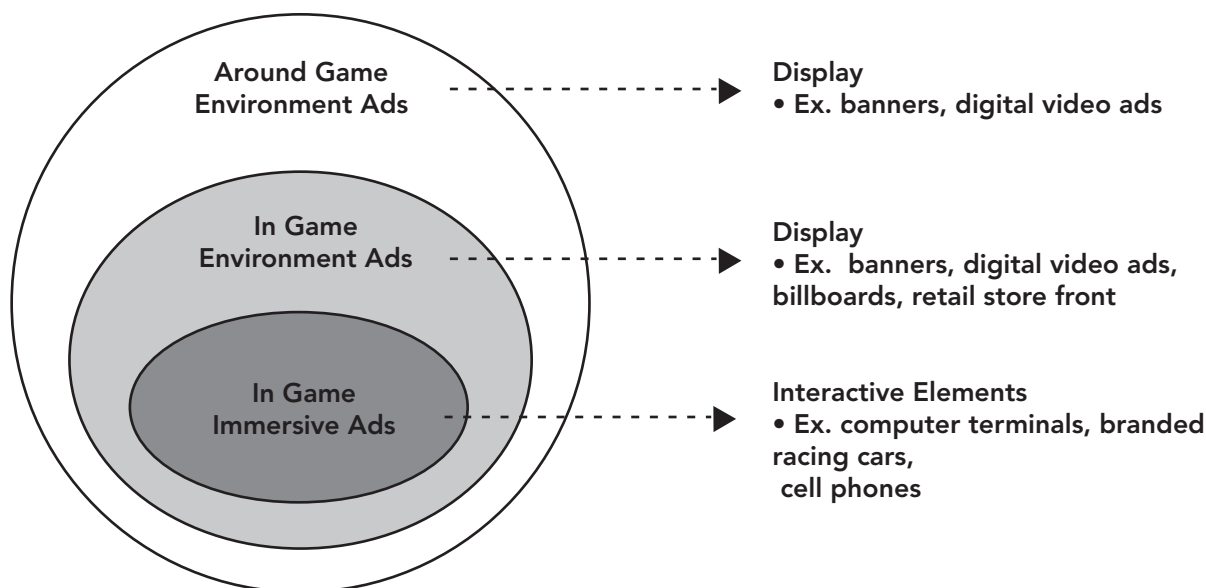 Around Game
Environment Ads
Display
• Ex. banners, digital video ads
In Game
Environment Ads
Display
• Ex.  banners, digital video ads,
billboards, retail store front
In Game
Immersive Ads
Interactive Elements
• Ex. computer terminals, branded
racing cars,
cell phones